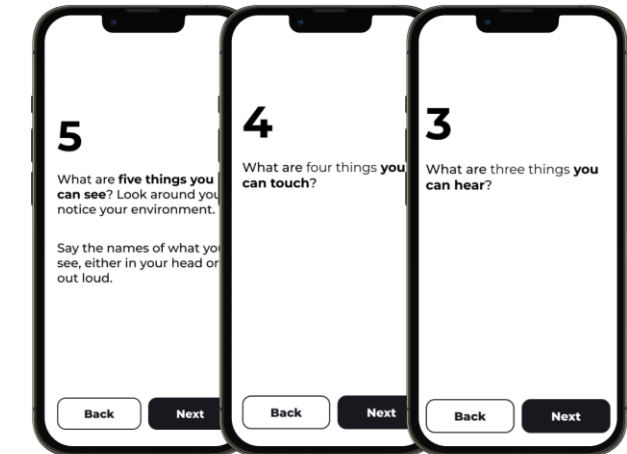 5
What are five things you
can see? Look around you
notice your environment.
Say the names of what you
see, either in your head or
out loud.
Back
Next
4
What are four things you
can touch?
Back
Next
3
What are three things you
can hear?
Back
Next